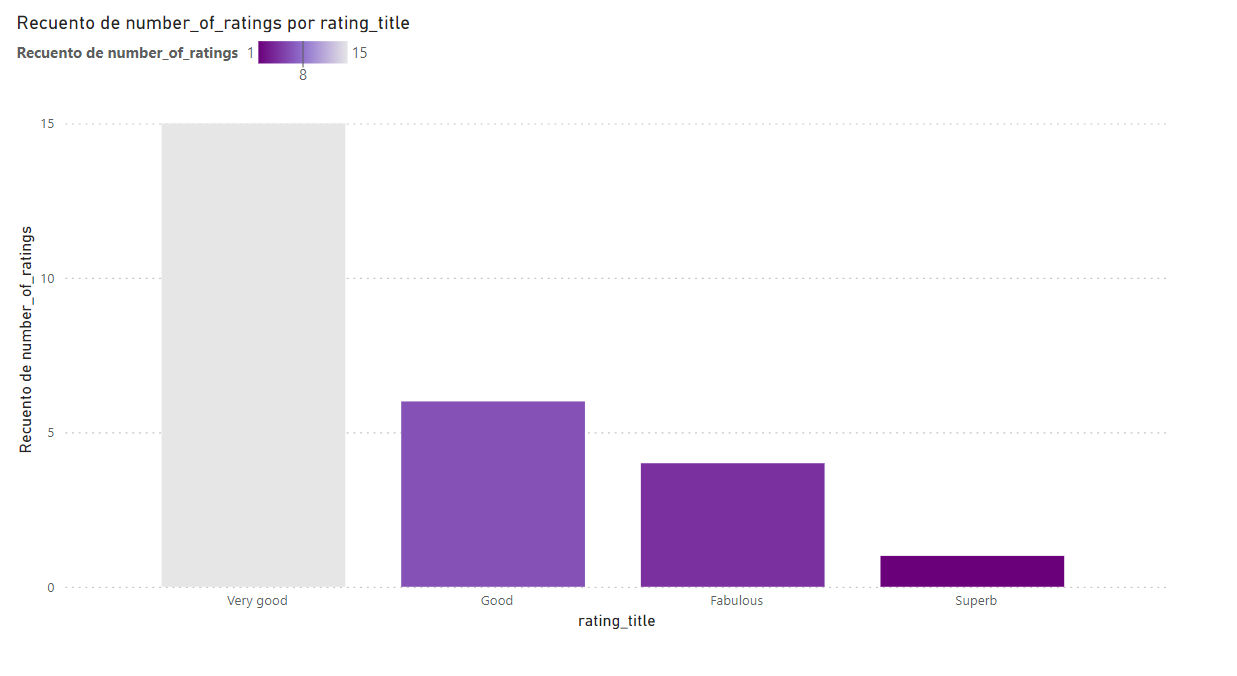 Recuento de number_of_ratings por rating_title
Recuento de number_of_ratings 1 15
8
15
10
5
0
Recuento de number_of_ratings
Very good Good Fabulous Superb
rating_title